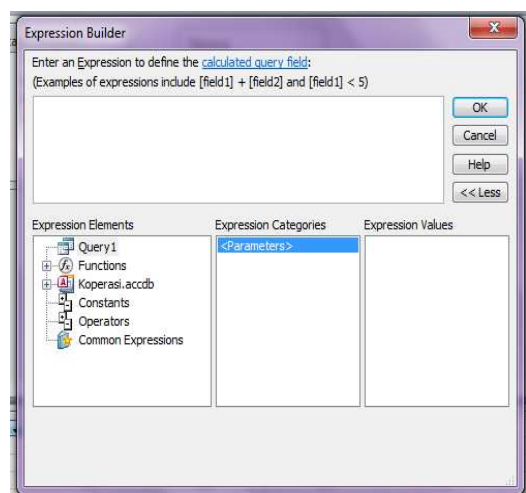 Expression Builder
Enter an Expression to define the calculated query field:
(Examples of expressions include [field1] + [field2] and [field1] < 5)
OK
Cancel
Help
<< Less
Expression Elements
Expression Categories
Expression Values
Query1
Functions
Koperasi.accdb
Constants
Operators
Common Expressions
<Parameters>